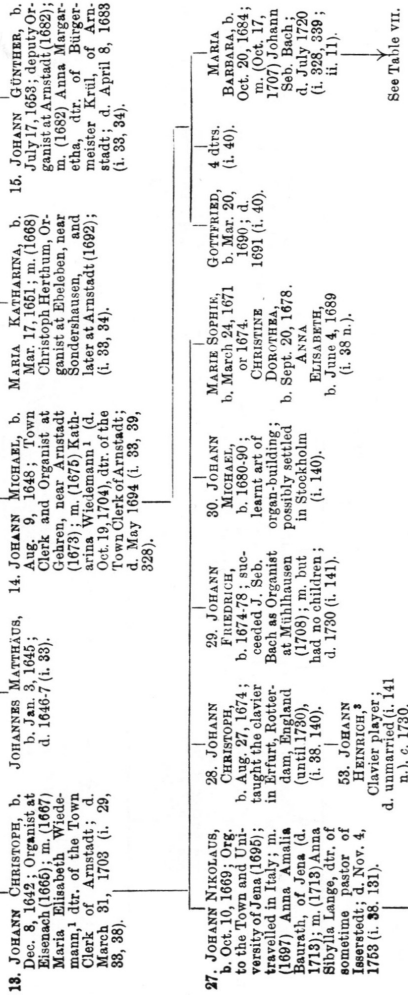 13. JOHANN CHRISTOPH, b.
Dec. 8, 1642; Organist at
Eisenach (1665); m. (1667)
Maria Elisabeth Wiede-
mann,¹ dtr. of the Town
Clerk of Arnstadt; d.
March 31, 1703 (i. 29,
33, 38).
JOHANNES MATTHÄUS,
b. Jan. 3, 1645;
d. 1646-7 (i. 33).
14. JOHANN MICHAEL, b.
Aug. 9, 1648; Town
Clerk and Organist at
Gehren, near Arnstadt
(1673); m. (1675) Kath-
arina Wiedemann¹ (d.
Oct. 19, 1704), dtr. of the
Town Clerk of Arnstadt;
d. May 1694 (i. 33, 39,
328).
MARIA KATHARINA, b.
Mar. 17, 1651; m. (1668)
Christoph Herthum, Or-
ganist at Ebeleben, near
Sondershausen, and
later at Arnstadt (1692);
(i. 33, 34).
15. JOHANN GÜNTHER, b.
July 17, 1653; deputy Or-
ganist at Arnstadt (1682);
m. (1682) Anna Margar-
etha, dtr. of Bürger-
meister Krül, of Arn-
stadt; d. April 8, 1683
(i. 33, 34).
27. JOHANN NIKOLAUS,
b. Oct. 10, 1669; Org.
to the Town and Uni-
versity of Jena (1695);
travelled in Italy; m.
(1697) Anna Amalia
Baurath, of Jena (d.
1713); m. (1713) Anna
Sibylla Lange, dtr. of
sometime pastor of
Isserstedt; d. Nov. 4,
1753 (i. 38. 131).
28. JOHANN
CHRISTOPH,
b. Aug. 27, 1674;
taught the clavier
in Erfurt, Rotter-
dam, England
(until 1730),
(i. 38. 140).
53. JOHANN
HEINRICH,³
Clavier player;
d. unmarried (i. 141
n.), c. 1730.
29. JOHANN
FRIEDRICH,
b. 1674-78; suc-
ceeded J. Seb.
Bach as Organist
at Mühlhausen
(1708); m. but
had no children;
d. 1730 (i. 141).
30. JOHANN
MICHAEL,
b. 1680-90;
learnt art of
organ-building;
possibly settled
in Stockholm
(i. 140).
MARIE SOPHIE,
b. March 24, 1671
or 1674.
CHRISTINE
DOROTHEA,
b. Sept. 20, 1678.
ANNA
ELISABETH,
b. June 4, 1689
(i. 38 n.).
GOTTFRIED,
b. Mar. 20,
1690; d.
1691 (i. 40).
4 dtrs.
(i. 40).
MARIA
BARBARA, b.
Oct. 20, 1684;
m. (Oct. 17,
1707) Johann
Seb. Bach;
d. July 1720
(i. 328, 339;
ii. 11).
See Table VII.